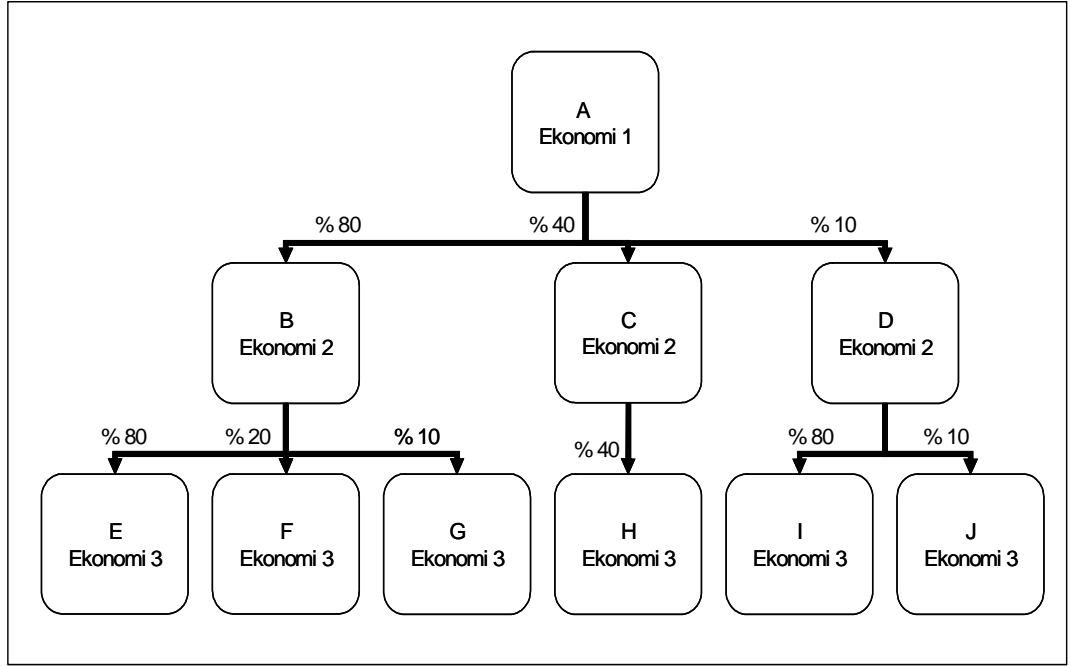 A
Ekonomi 1
% 80
% 40
% 10
B
Ekonomi 2
C
Ekonomi 2
D
Ekonomi 2
% 80
% 20
% 10
% 40
% 80
% 10
E
Ekonomi 3
F
Ekonomi 3
G
Ekonomi 3
H
Ekonomi 3
I
Ekonomi 3
J
Ekonomi 3